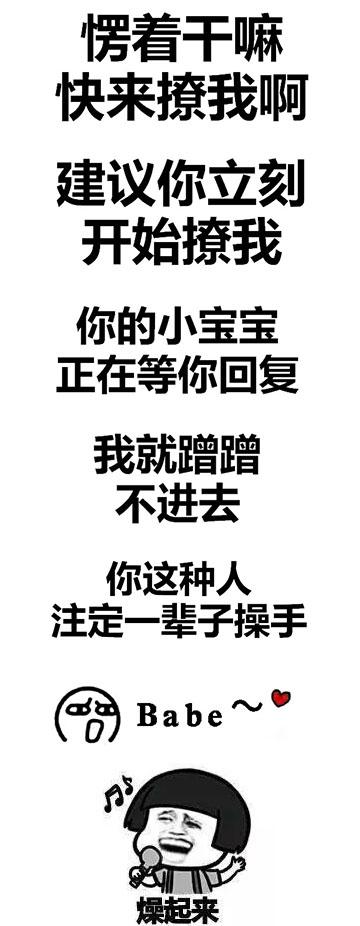 愣着干嘛
快来撩我啊
建议你立刻
开始撩我
你的小宝宝
正在等你回复
我就蹭蹭
不进去
你这种人
注定一辈子操手
Babe～
燥起来